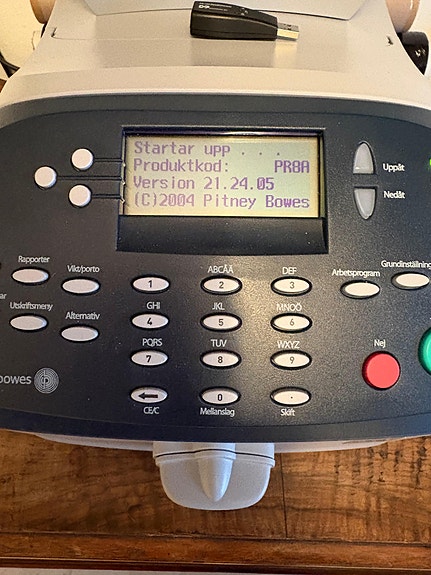 Startar upp . . .
Produktkod: PR8A
Version 21.24.05
(C)2004 Pitney Bowes
Uppåt
Nedåt
Rapporter
Vikt/porto
Utskriftsmeny
Alternativ
1
ABCÅÄ
2
DEF
3
GHI
4
JKL
5
MNOÖ
6
PQRS
7
TUV
8
WXYZ
9
CE/C
0
Mellanslag
.
Skift
Arbetsprogram
Grundinställning
Nej
bowes